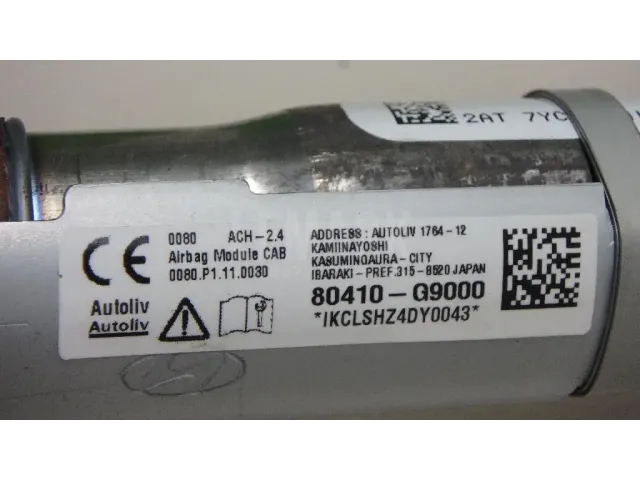 2AT 7YC
CE
0080 ACH-2.4
Airbag Module CAB
0080.P1.11.0030
Autoliv
Autoliv
ADDRESS: AUTOLIV 1764-12
KAMIINAYOSHI
KASUMINOAURA-CITY
IBARAKI-PREF.315-8520 JAPAN
80410-G9000
*IKCLSHZ4DY0043*